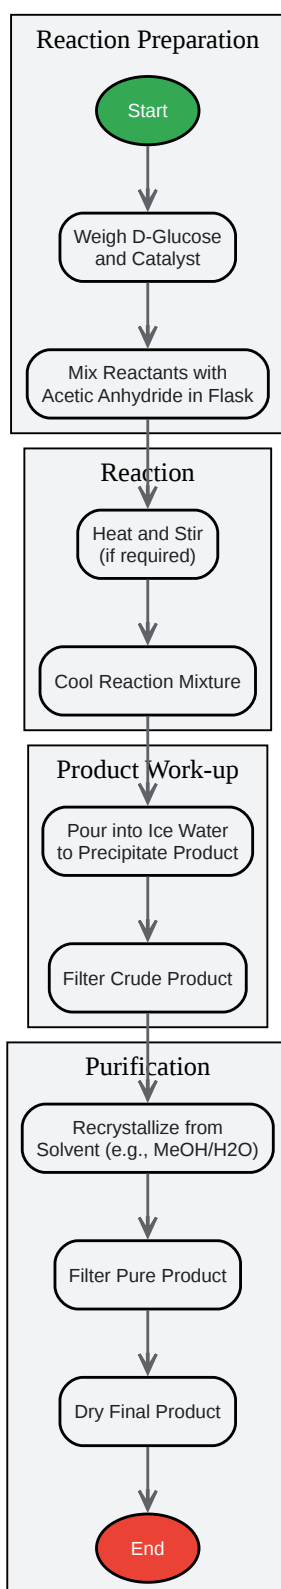 Reaction Preparation
Start
Weigh D-Glucose
and Catalyst
Mix Reactants with
Acetic Anhydride in Flask
Reaction
Heat and Stir
(if required)
Cool Reaction Mixture
Product Work-up
Pour into Ice Water
to Precipitate Product
Filter Crude Product
Purification
Recrystallize from
Solvent (e.g., MeOH/H2O)
Filter Pure Product
Dry Final Product
End